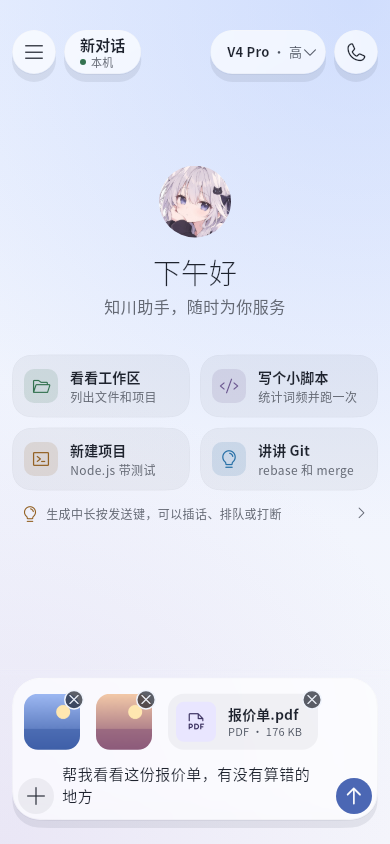 新对话
本机
V4 Pro · 高
下午好
知川助手，随时为你服务
看看工作区
列出文件和项目
写个小脚本
统计词频并跑一次
新建项目
Node.js 带测试
讲讲 Git
rebase 和 merge
生成中长按发送键，可以插话、排队或打断
PDF
报价单.pdf
PDF · 176 KB
帮我看看这份报价单，有没有算错的
地方